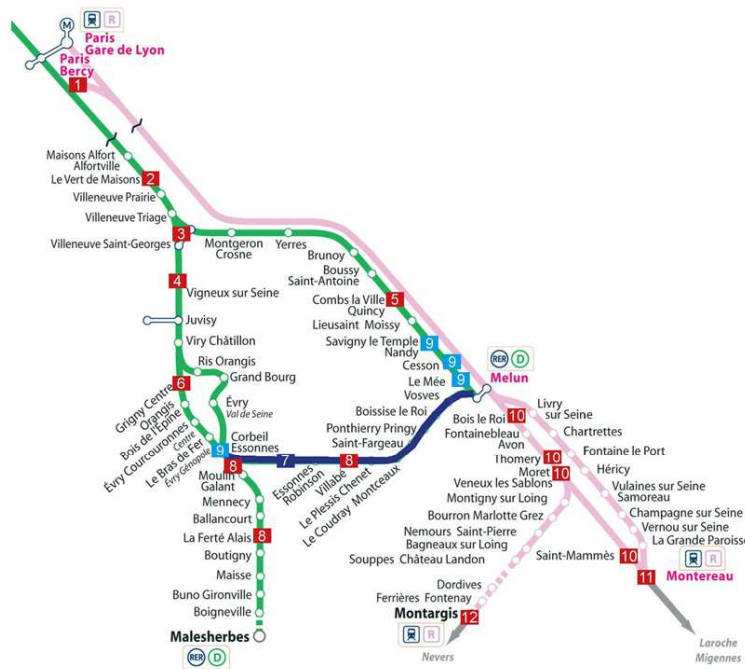 M
R
Paris
Gare de Lyon
Paris
Bercy
1
Maisons Alfort
Alfortville
Le Vert de Maisons
2
Villeneuve Prairie
Villeneuve Triage
3
Villeneuve Saint-Georges
Montgeron
Crosne
Yerres
Brunoy
Boussy
Saint-Antoine
4
Vigneux sur Seine
Combs la Ville
Quincy
5
Juvisy
Lieusaint Moissy
Viry Châtillon
Savigny le Temple
Nandy
9
Cesson
9
Le Mée
9
RER D
Melun
Ris Orangis
Grand Bourg
6
Grigny Centre
Orangis
Bois de l'Épine
Évry Courcouronnes
Centre
Le Bras de Fer
Évry Génopole
Évry
Val de Seine
9
Corbeil
Essonnes
8
7
Essonnes
Robinson
Villabé
8
Le Plessis Chenet
Le Coudray Montceaux
Saint-Fargeau
Ponthierry Pringy
Boissise le Roi
Vosves
Moulin
Galant
Mennecy
Ballancourt
La Ferté Alais
8
Boutigny
Maisse
Buno Gironville
Boigneville
Malesherbes
RER D
Bois le Roi
10
Fontainebleau
Avon
Thomery
10
Moret
10
Veneux les Sablons
Montigny sur Loing
Bourron Marlotte Grez
Nemours Saint-Pierre
Bagneaux sur Loing
Souppes Château Landon
Dordives
Ferrières Fontenay
Montargis
12
R
Nevers
Livry
sur Seine
Chartrettes
Fontaine le Port
Héricy
Vulaines sur Seine
Samoreau
Champagne sur Seine
Vernou sur Seine
La Grande Paroisse
Saint-Mammès
10
11
R
Montereau
Laroche
Migennes